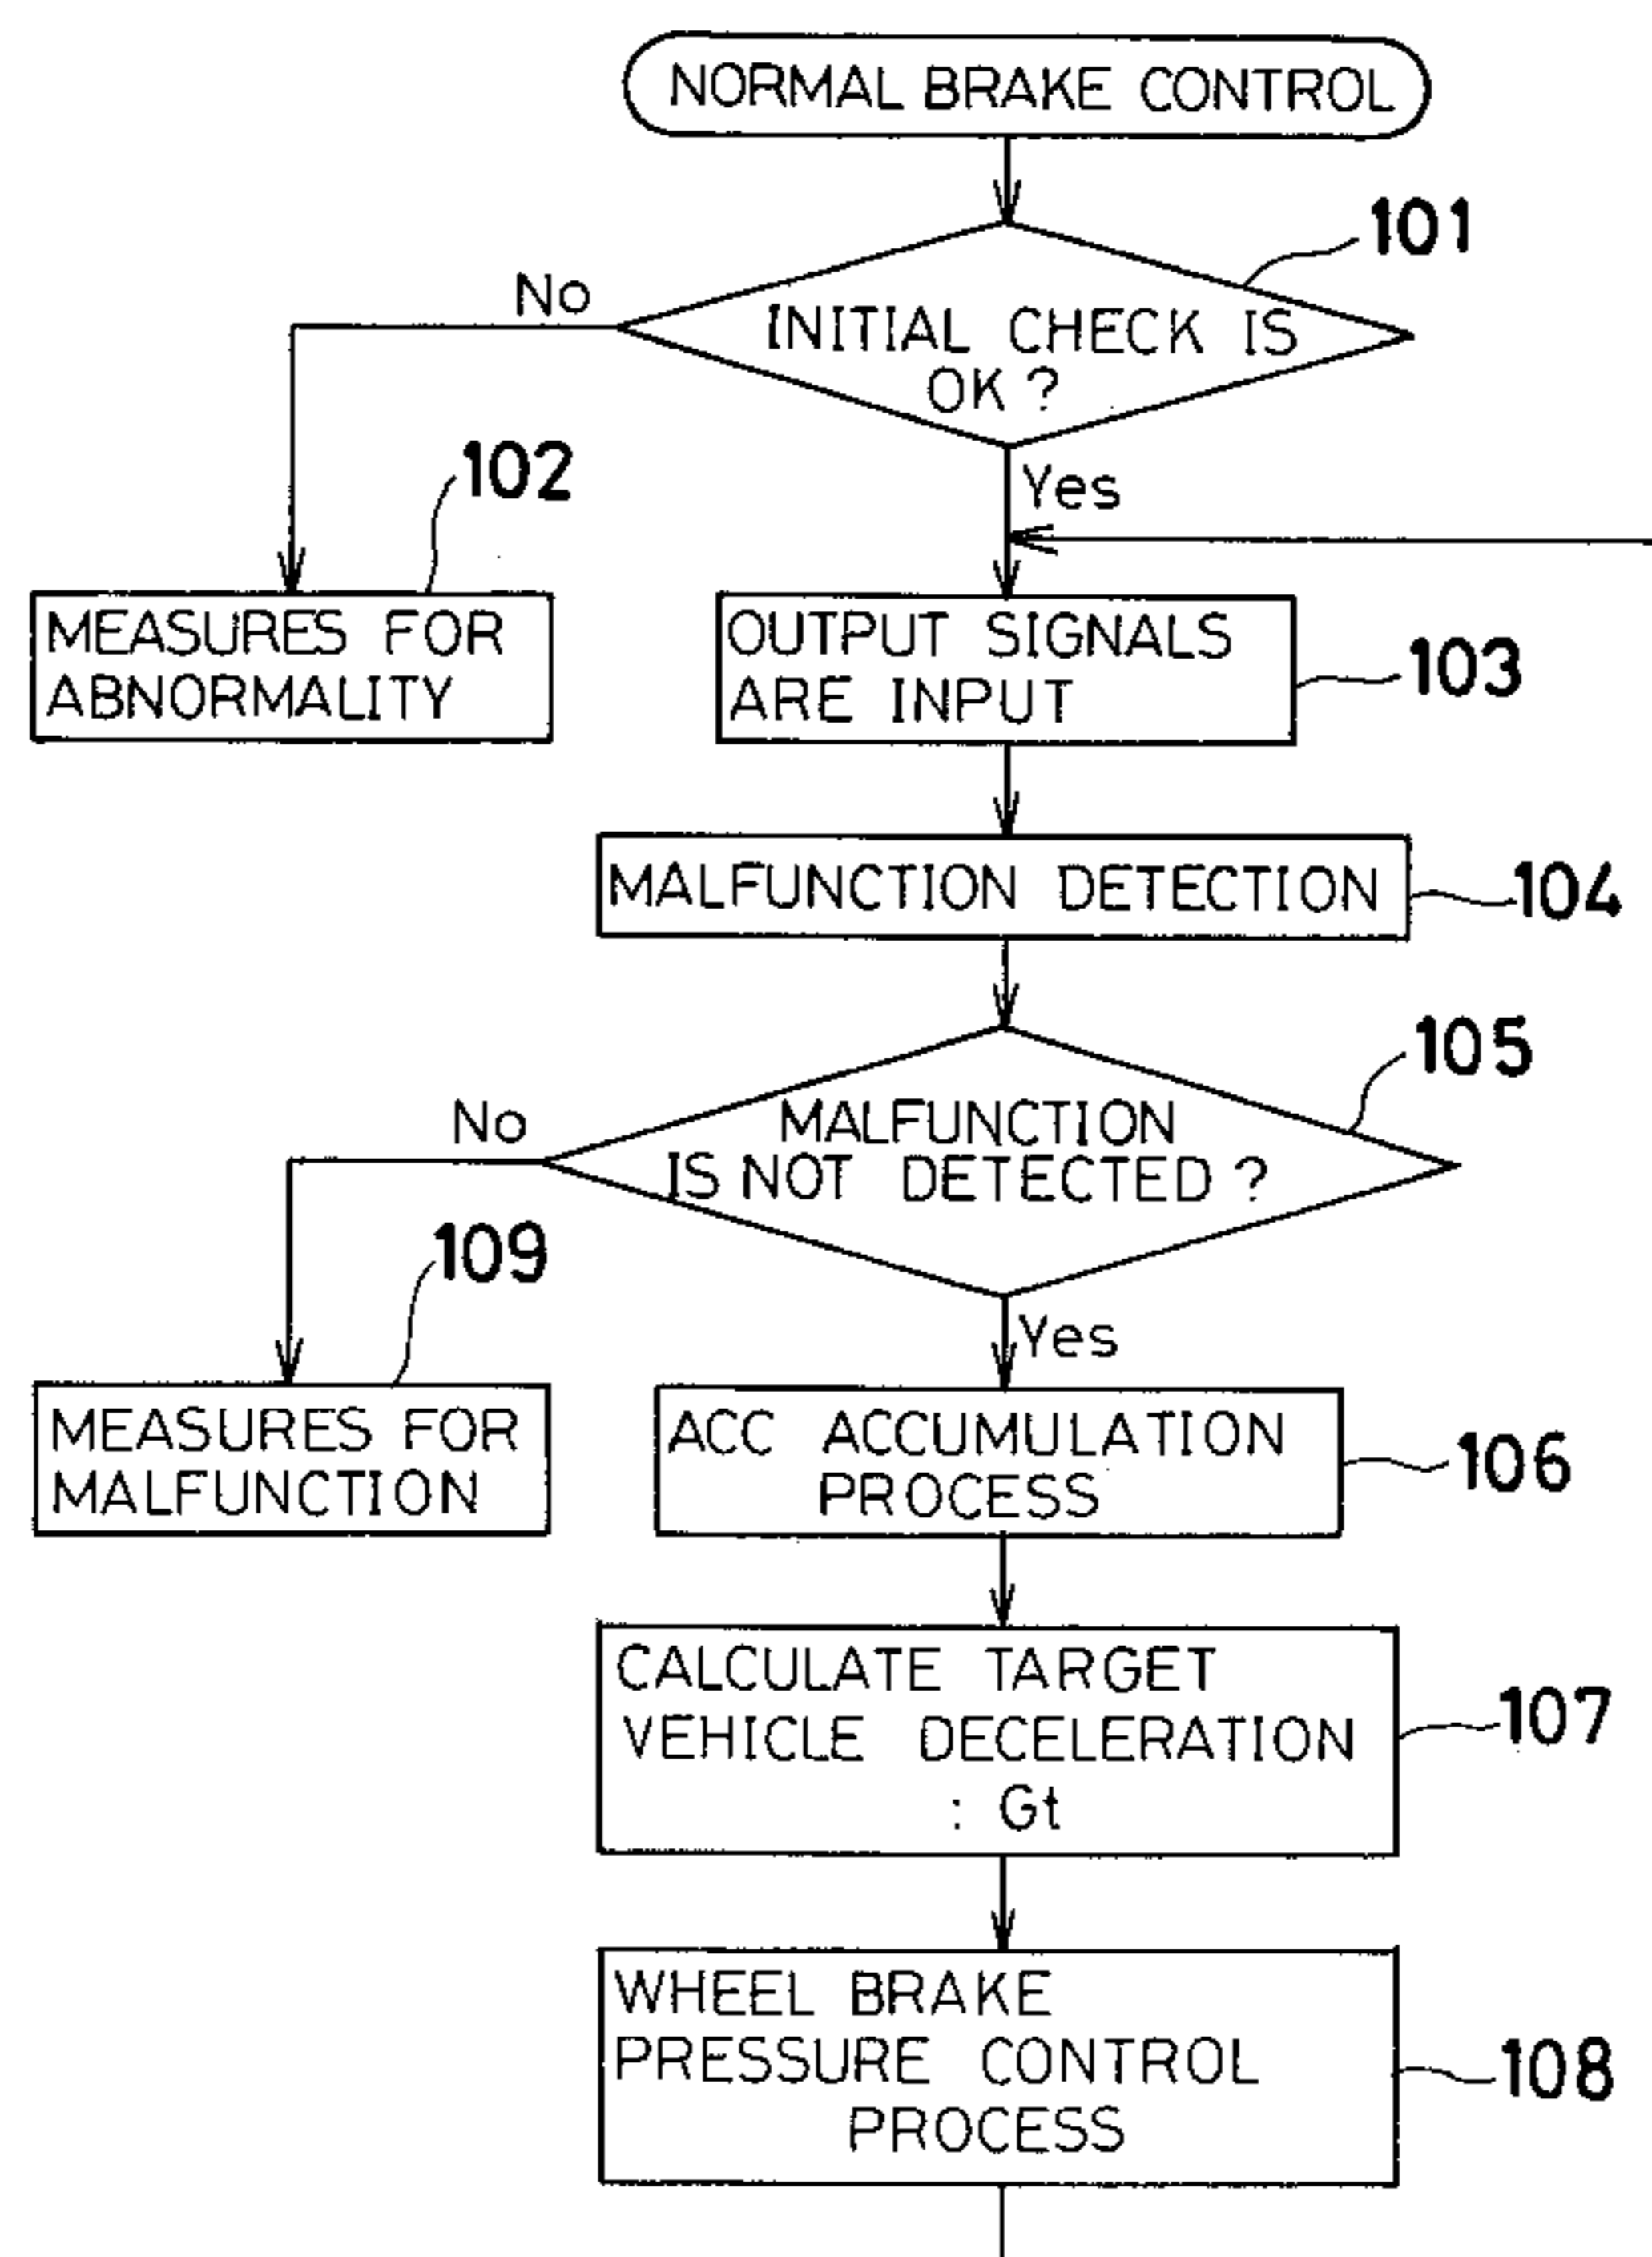 NORMAL BRAKE CONTROL
101
No
INITIAL CHECK IS
OK ?
102
Yes
MEASURES FOR
ABNORMALITY
OUTPUT SIGNALS
ARE INPUT
103
MALFUNCTION DETECTION
104
105
No
MALFUNCTION
IS NOT DETECTED ?
109
Yes
MEASURES FOR
MALFUNCTION
ACC ACCUMULATION
PROCESS
106
CALCULATE TARGET
VEHICLE DECELERATION
: Gt
107
WHEEL BRAKE
PRESSURE CONTROL
PROCESS
108